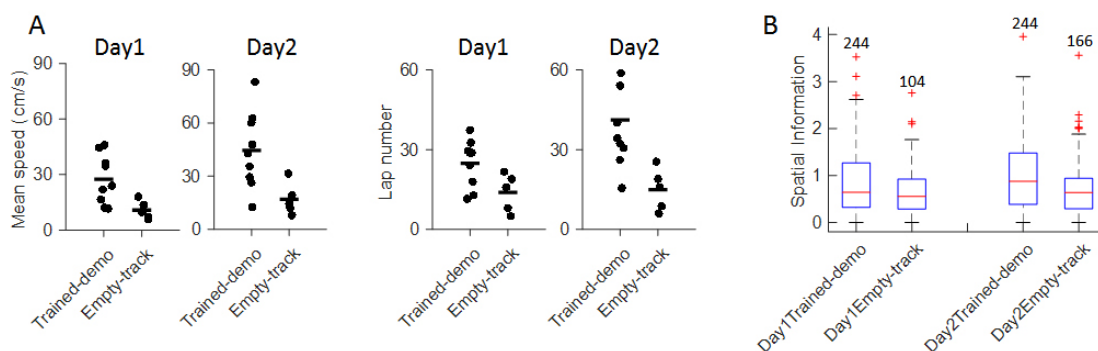 A
Day1
Day2
Day1
Day2
B
Mean speed (cm/s)
90
60
30
0
90
60
30
0
Lap number
60
30
0
60
30
0
Trained-demo
Empty-track
Trained-demo
Empty-track
Trained-demo
Empty-track
Trained-demo
Empty-track
Spatial Information
4
3
2
1
0
244
104
244
166
Day1Trained-demo
Day1Empty-track
Day2Trained-demo
Day2Empty-track